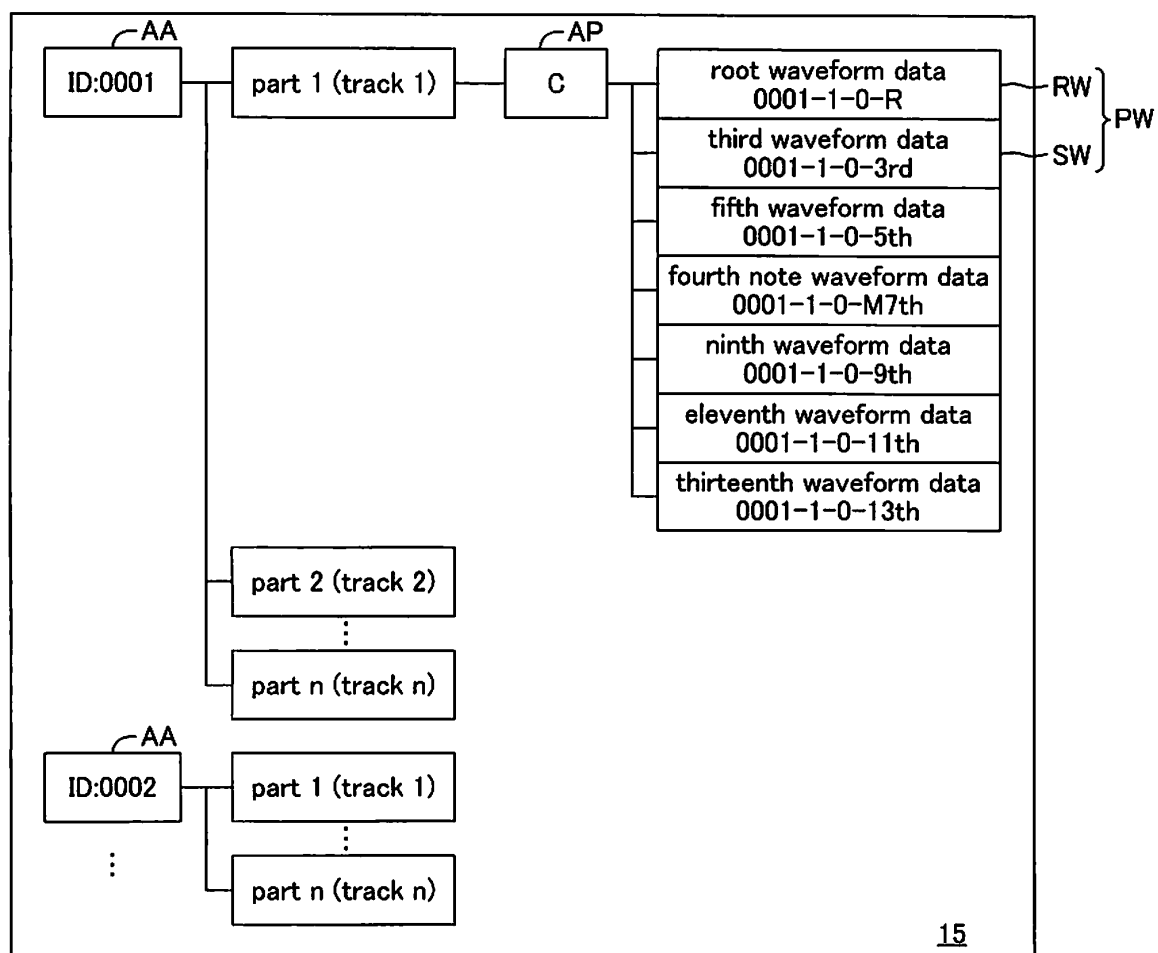 AA
AP
ID:0001
part 1 (track 1)
C
root waveform data
0001-1-0-R
RW
PW
third waveform data
0001-1-0-3rd
SW
fifth waveform data
0001-1-0-5th
fourth note waveform data
0001-1-0-M7th
ninth waveform data
0001-1-0-9th
eleventh waveform data
0001-1-0-11th
thirteenth waveform data
0001-1-0-13th
part 2 (track 2)
⋮
part n (track n)
AA
ID:0002
part 1 (track 1)
⋮
⋮
part n (track n)
15